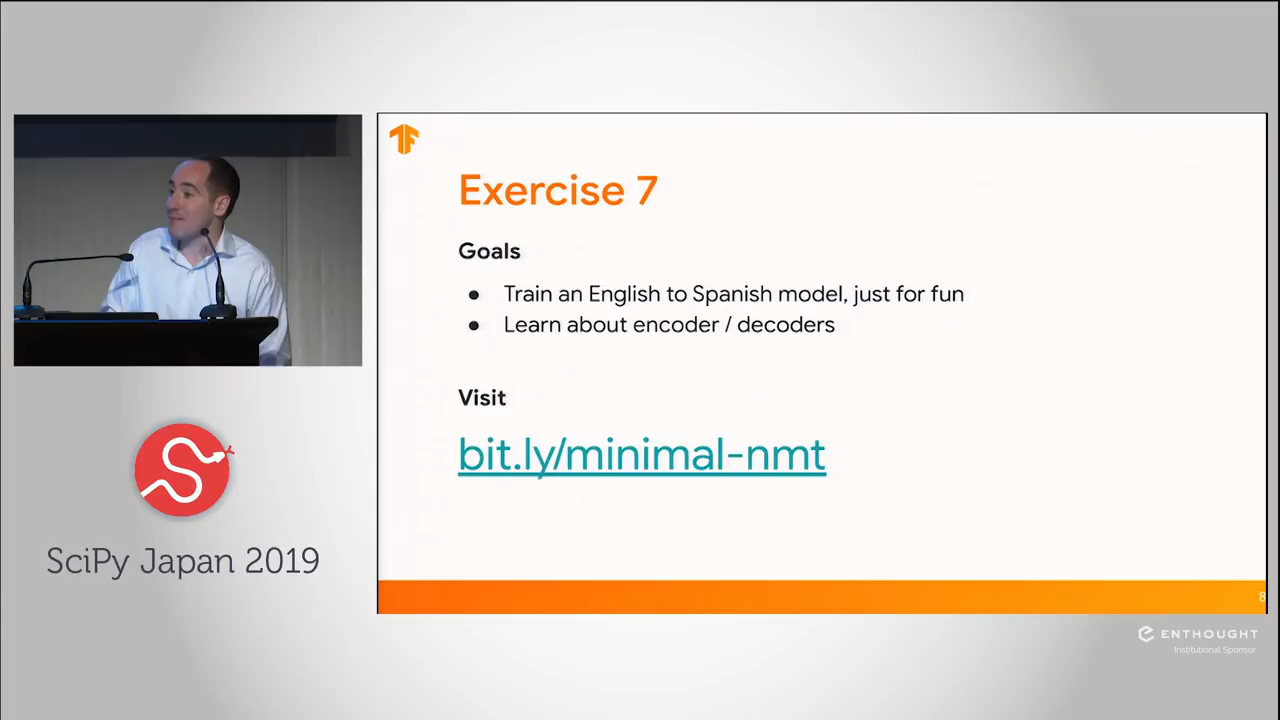 Exercise 7
Goals
● Train an English to Spanish model, just for fun
● Learn about encoder / decoders
Visit
bit.ly/minimal-nmt
8
SciPy Japan 2019
ENTHOUGHT
Institutional Sponsor